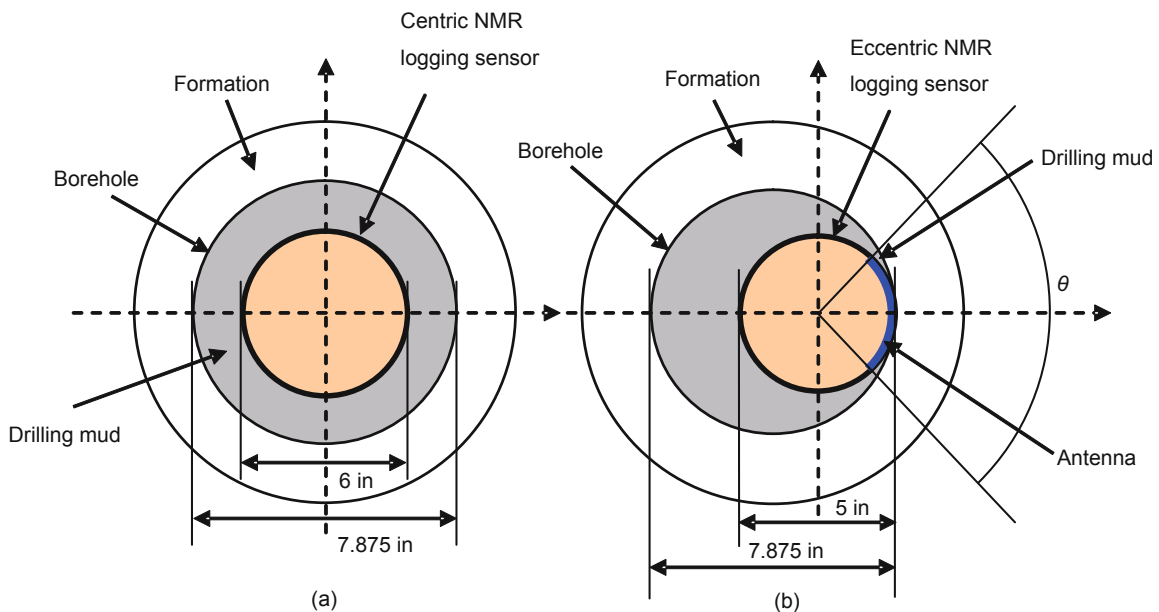 Centric NMR
logging sensor
Formation
Borehole
Drilling mud
6 in
7.875 in
(a)
Eccentric NMR
logging sensor
Formation
Borehole
Drilling mud
θ
Antenna
5 in
7.875 in
(b)